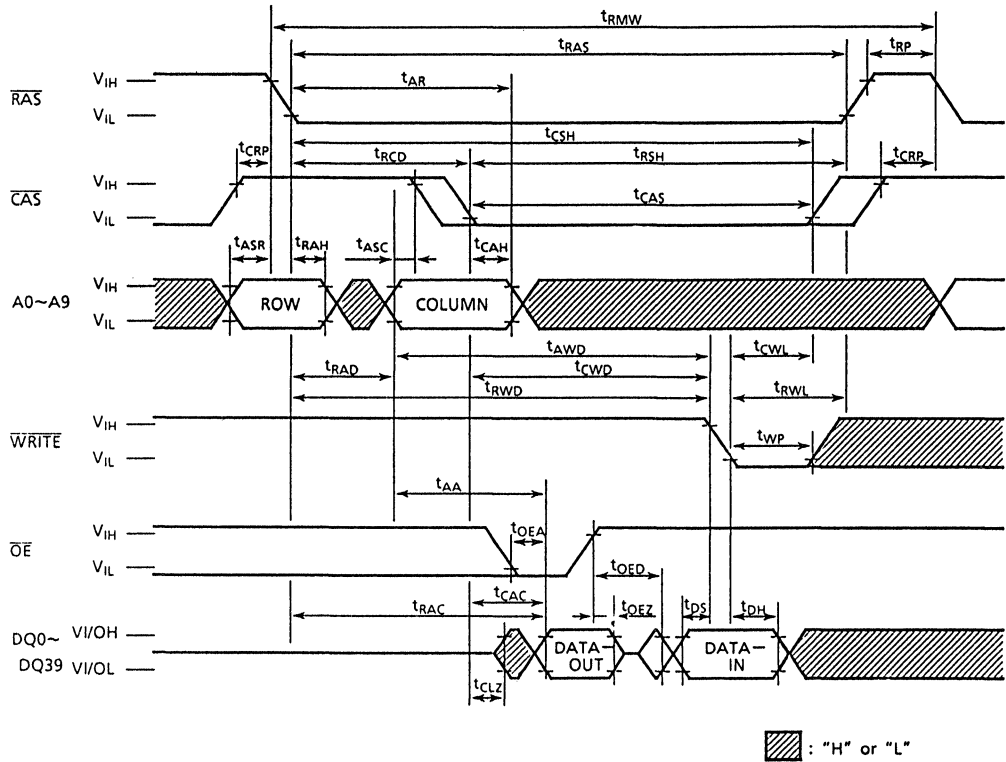 tRMW
tRAS
tRP
tAR
RAS
VIH
VIL
tCSH
tCRP
tRCD
tRSH
tCRP
CAS
VIH
VIL
tCAS
tASR
tRAH
tASC
tCAH
A0~A9
VIH
VIL
ROW
COLUMN
tAWD
tCWL
tRAD
tCWD
tRWD
tRWL
WRITE
VIH
VIL
tWP
tAA
OE
VIH
VIL
tOEA
tOED
tCAC
tRAC
tOEZ
tDS
tDH
DQ0~
DQ39
VI/OH
VI/OL
DATA-
OUT
DATA-
IN
tCLZ
: "H" or "L"